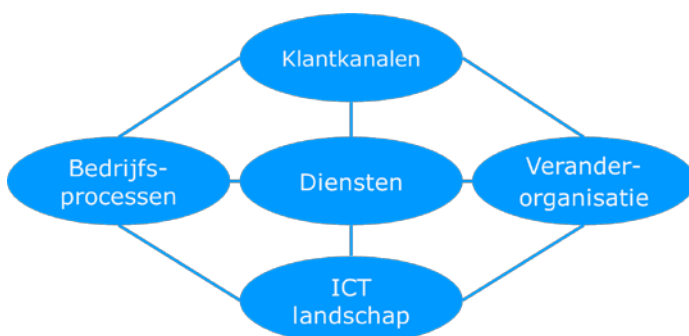 Klantkanalen
Bedrijfs-
processen
Diensten
Verander-
organisatie
ICT
landschap